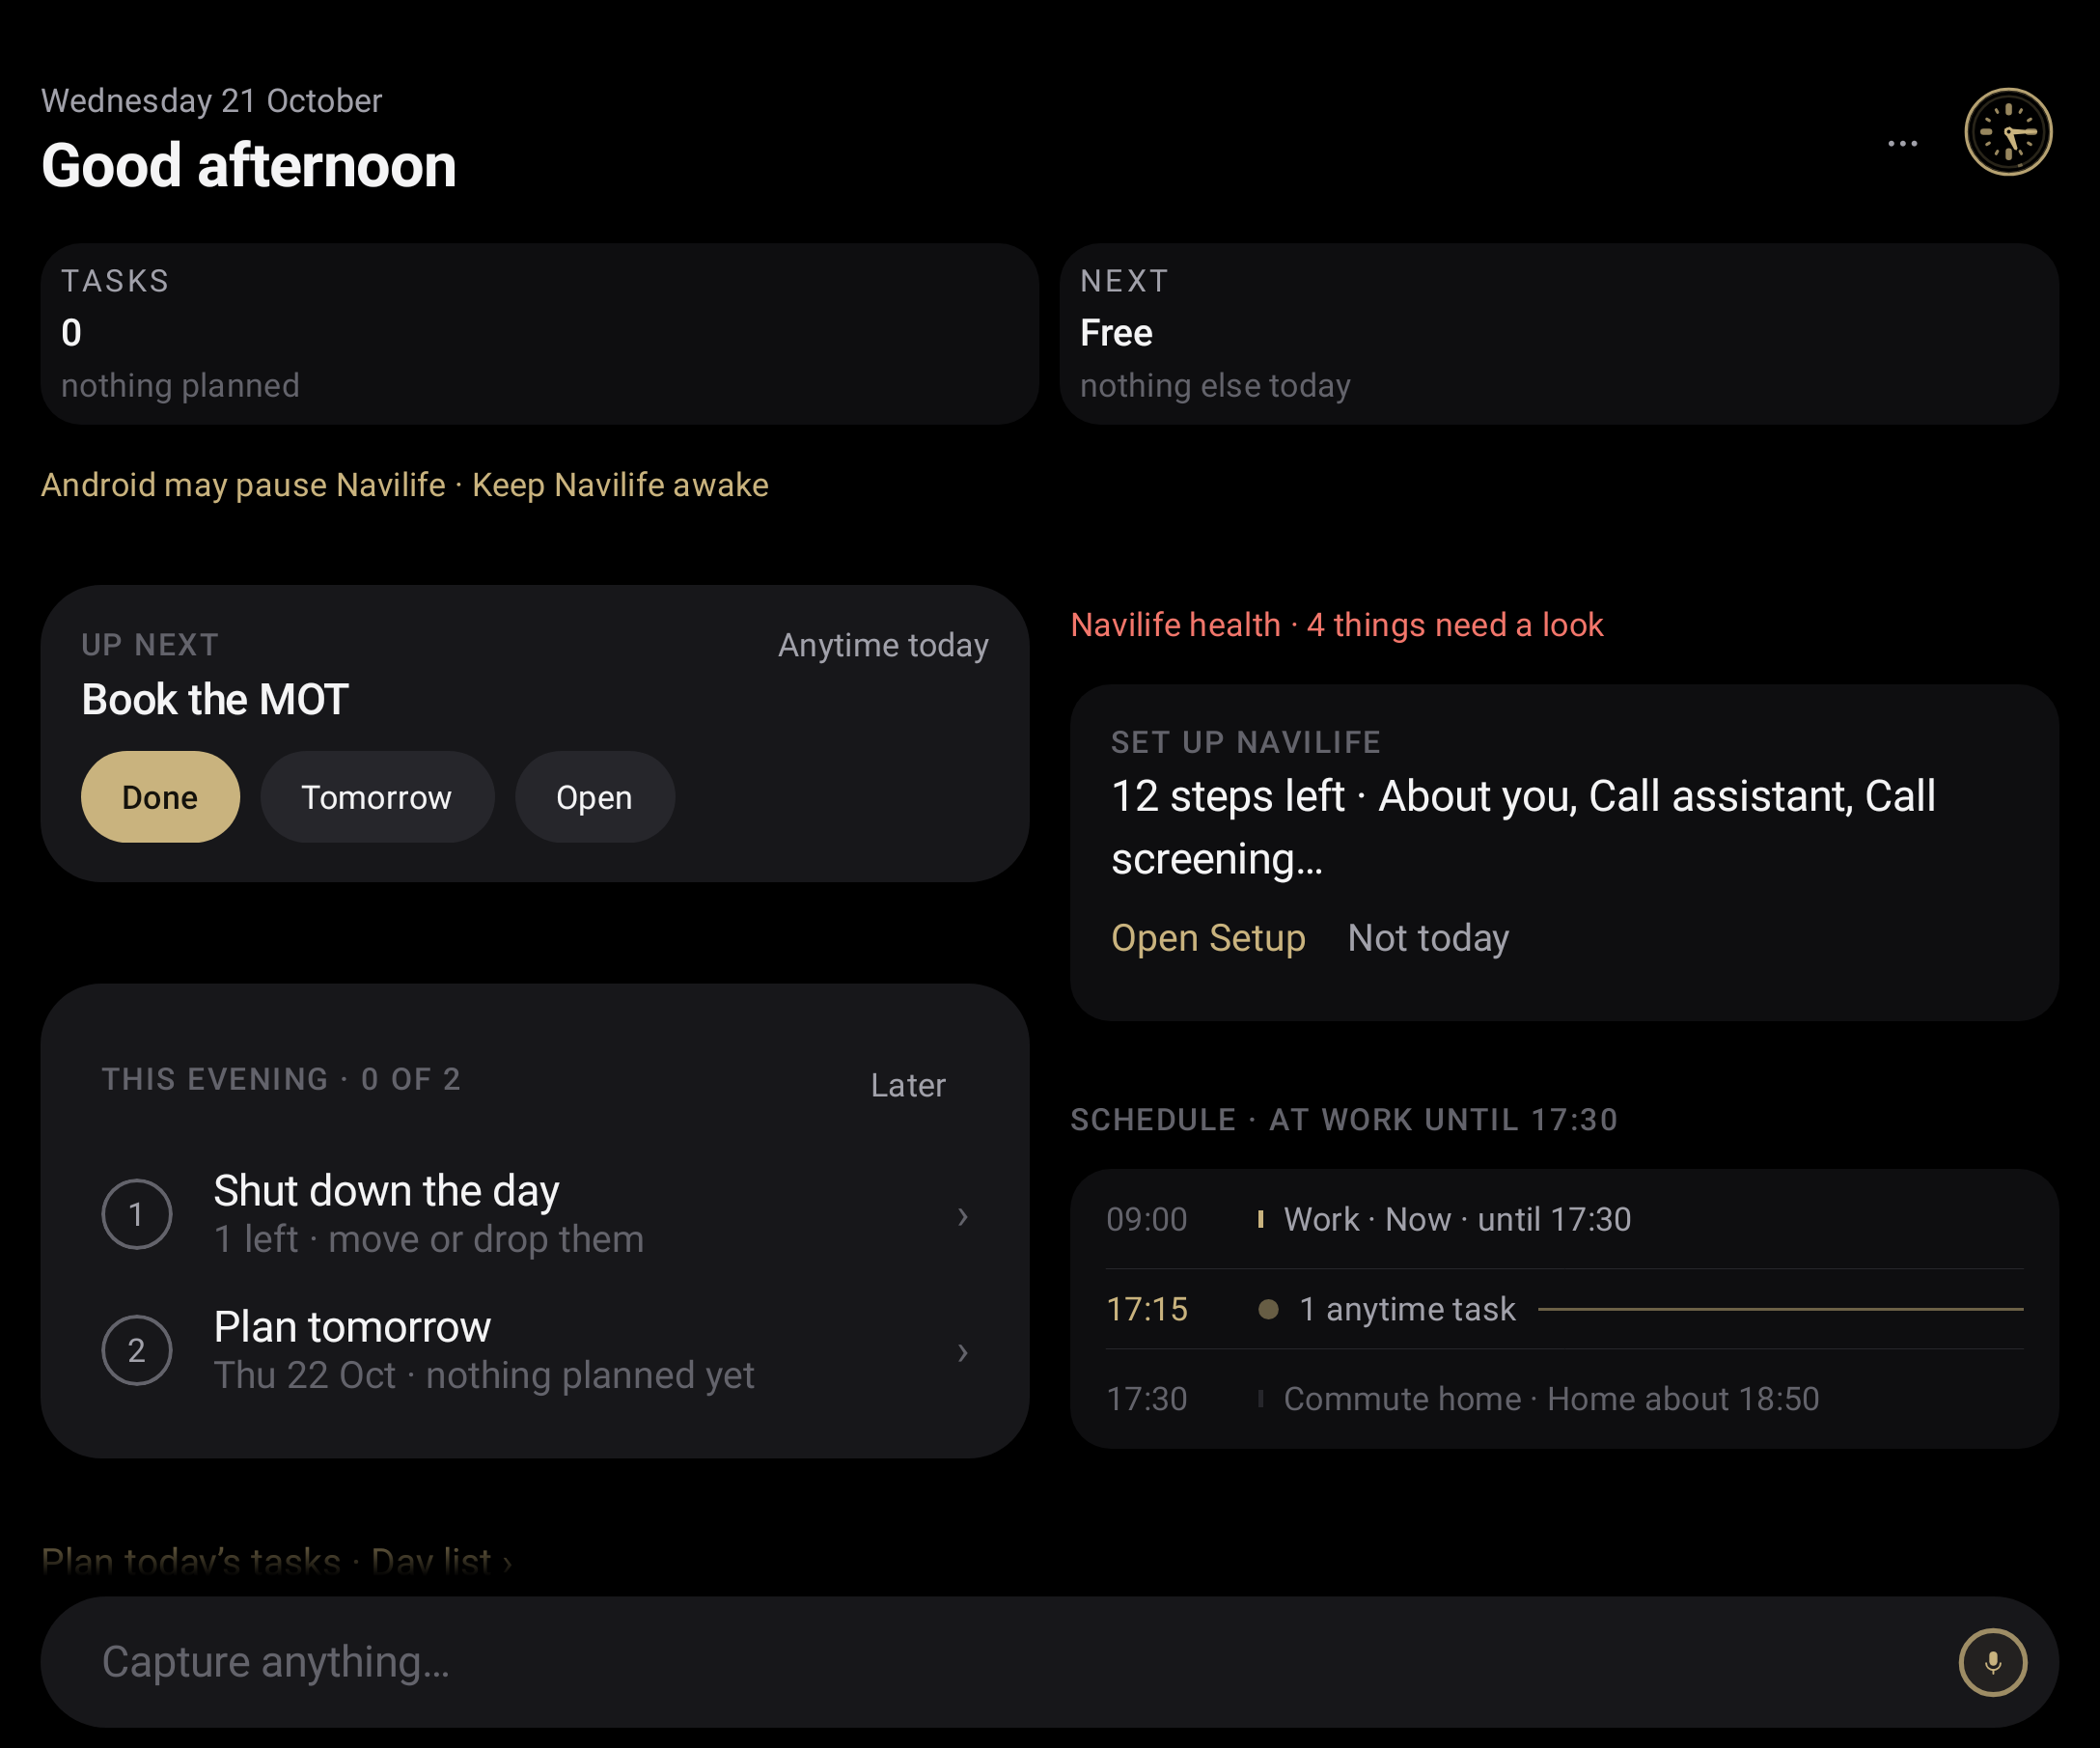 Wednesday 21 October
Good afternoon
TASKS
0
nothing planned
NEXT
Free
nothing else today
Android may pause Navilife · Keep Navilife awake
UP NEXT
Anytime today
Book the MOT
Done
Tomorrow
Open
THIS EVENING · 0 OF 2
Later
1
Shut down the day
1 left · move or drop them
2
Plan tomorrow
Thu 22 Oct · nothing planned yet
Plan today’s tasks · Day list ›
Navilife health · 4 things need a look
SET UP NAVILIFE
12 steps left · About you, Call assistant, Call
screening…
Open Setup
Not today
SCHEDULE · AT WORK UNTIL 17:30
09:00 Work · Now · until 17:30
17:15 1 anytime task
17:30 Commute home · Home about 18:50
Capture anything…